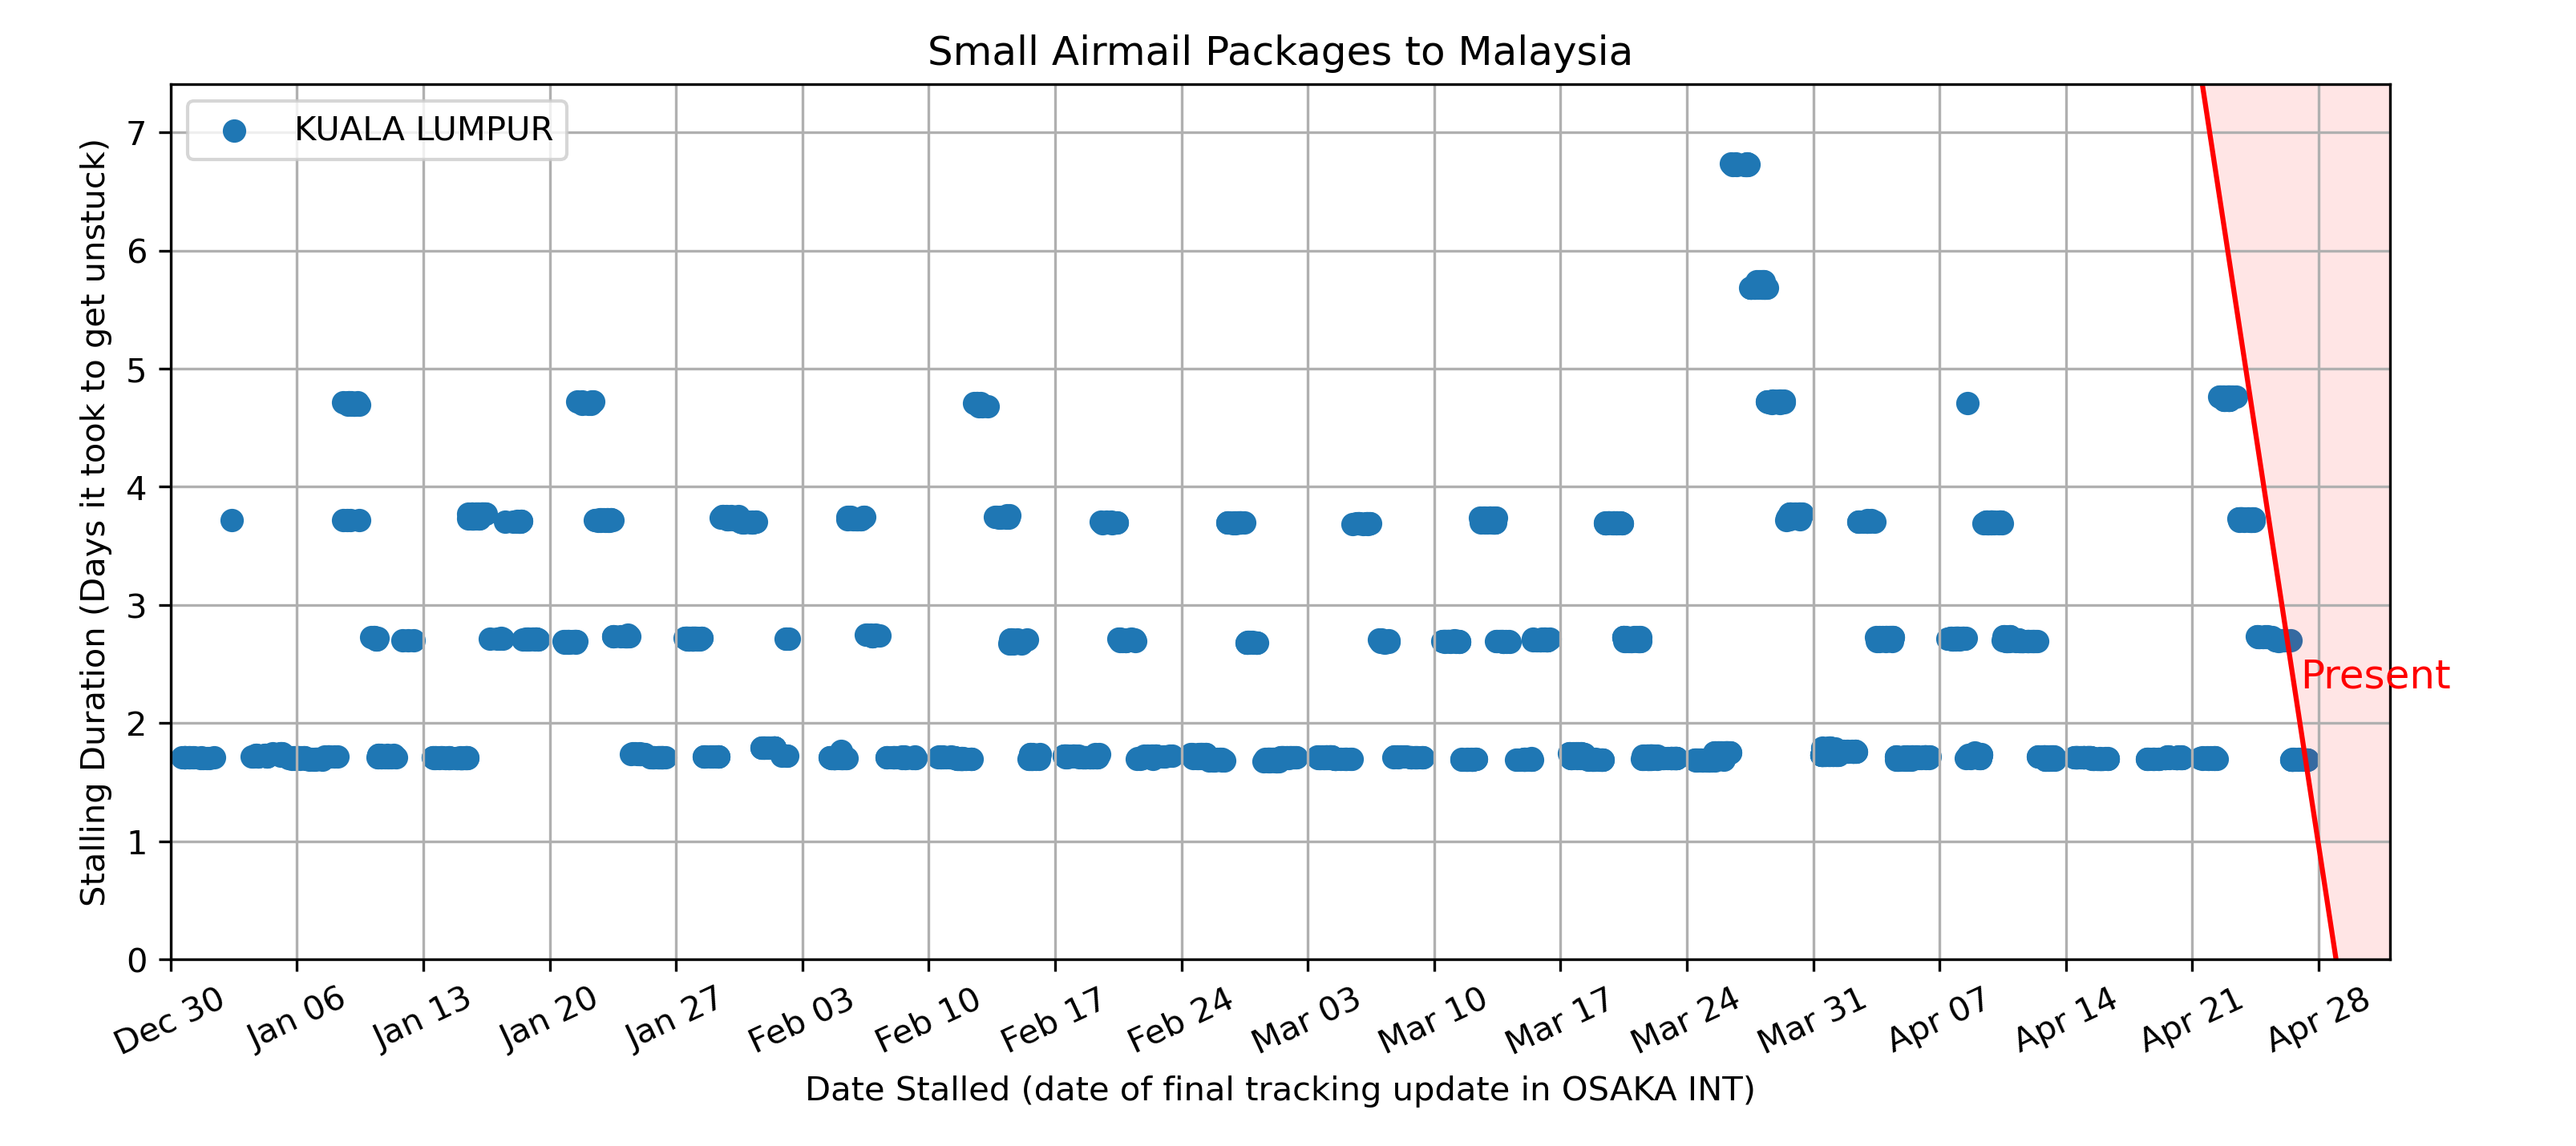 Small Airmail Packages to Malaysia
KUALA LUMPUR
Stalling Duration (Days it took to get unstuck)
7
6
5
4
3
2
1
0
Present
Dec 30
Jan 06
Jan 13
Jan 20
Jan 27
Feb 03
Feb 10
Feb 17
Feb 24
Mar 03
Mar 10
Mar 17
Mar 24
Mar 31
Apr 07
Apr 14
Apr 21
Apr 28
Date Stalled (date of final tracking update in OSAKA INT)